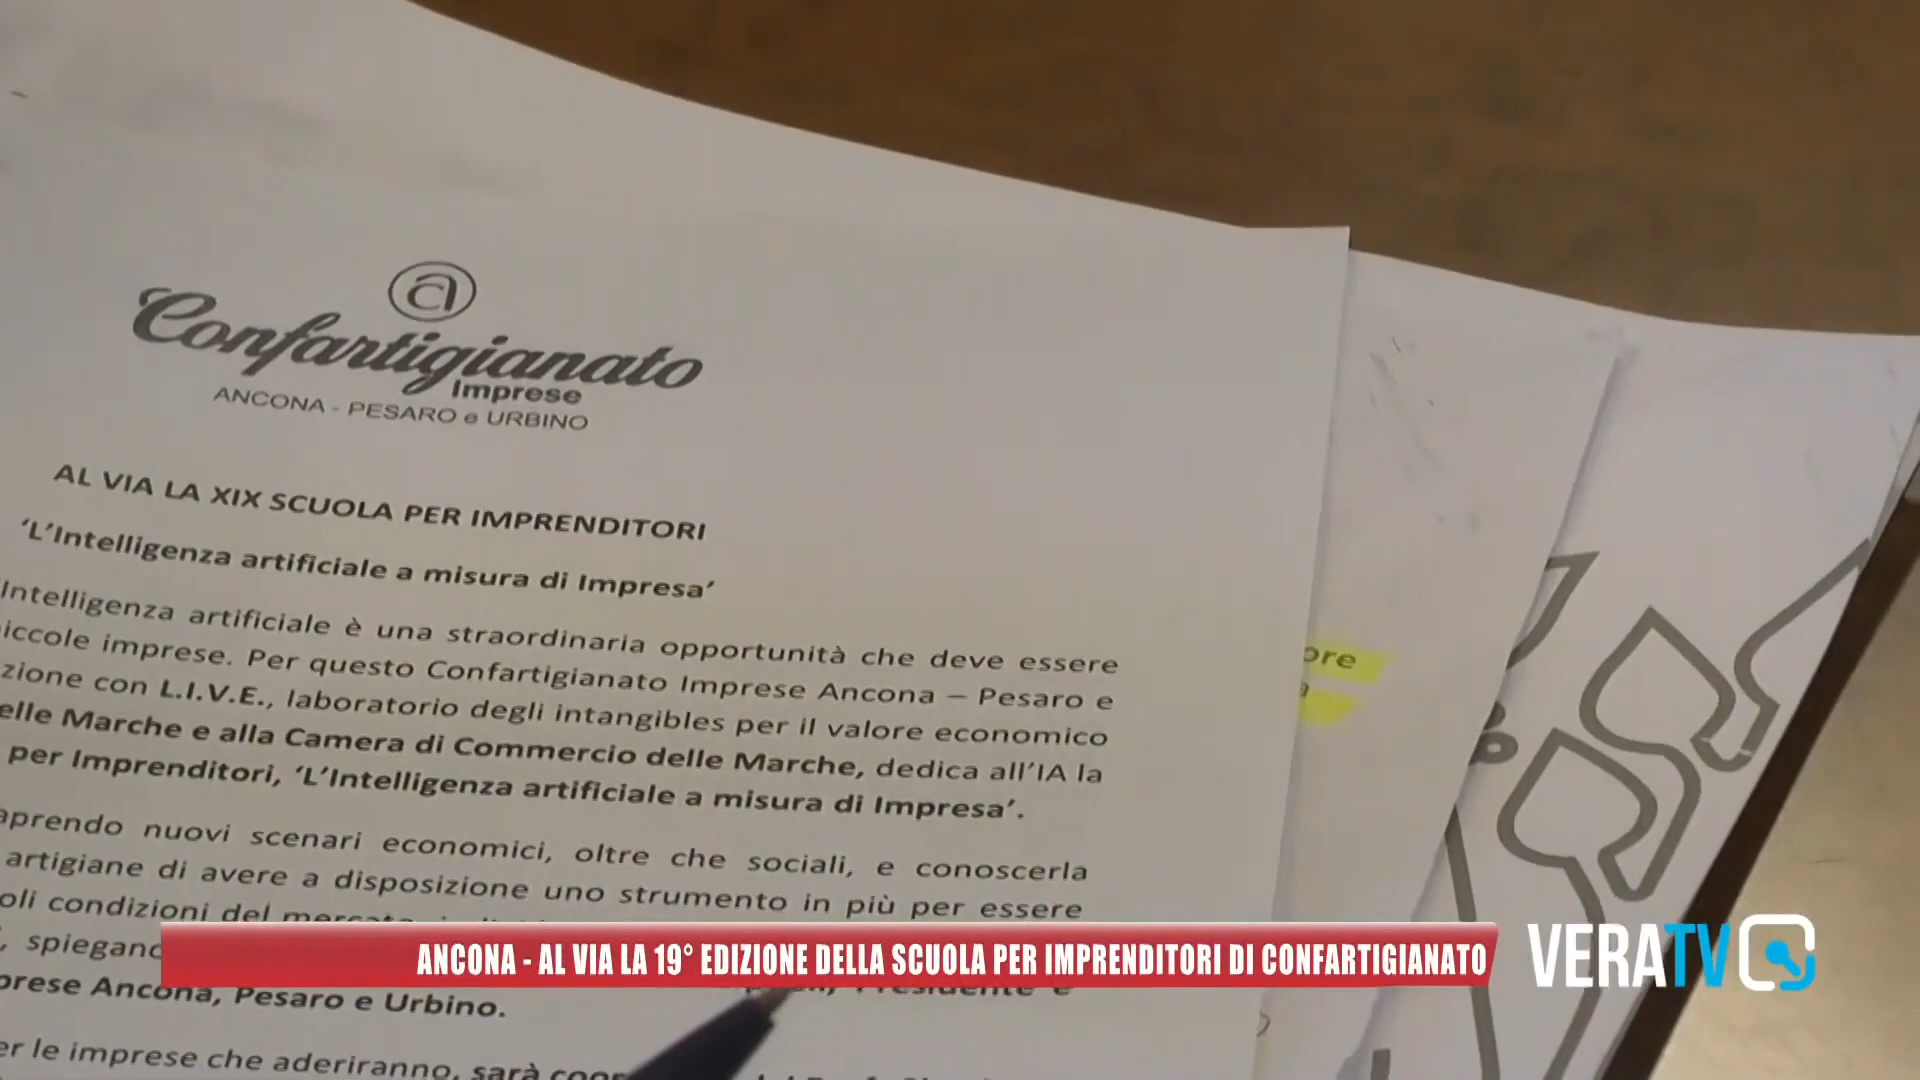 Confartigianato
Imprese
ANCONA - PESARO e URBINO
AL VIA LA XIX SCUOLA PER IMPRENDITORI
‘L’Intelligenza artificiale a misura di Impresa’
Intelligenza artificiale è una straordinaria opportunità che deve essere
iccole imprese. Per questo Confartigianato Imprese Ancona – Pesaro e
zione con L.I.V.E., laboratorio degli intangibles per il valore economico
elle Marche e alla Camera di Commercio delle Marche, dedica all’IA la
per Imprenditori, ‘L’Intelligenza artificiale a misura di Impresa’.
aprendo nuovi scenari economici, oltre che sociali, e conoscerla
artigiane di avere a disposizione uno strumento in più per essere
oli condizioni del mercato
, spiegano
Presidente e
prese Ancona, Pesaro e Urbino.
er le imprese che aderiranno, sarà
ore
a
ANCONA - AL VIA LA 19° EDIZIONE DELLA SCUOLA PER IMPRENDITORI DI CONFARTIGIANATO
VERATV